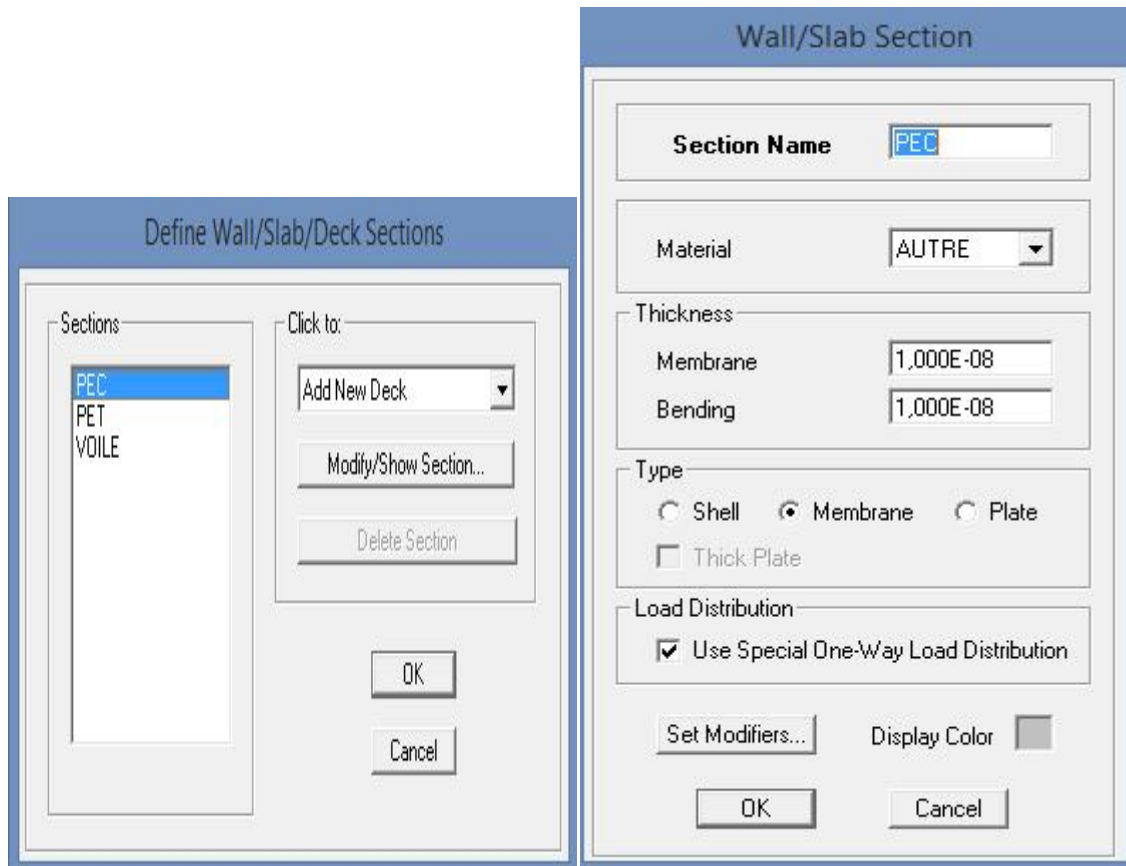 Define Wall/Slab/Deck Sections
Sections
PEC
PET
VOILE
Click to:
Add New Deck
Modify/Show Section...
Delete Section
OK
Cancel
Wall/Slab Section
Section Name PEC
Material AUTRE
Thickness
Membrane 1,000E-08
Bending 1,000E-08
Type
Shell Membrane Plate
Thick Plate
Load Distribution
Use Special One-Way Load Distribution
Set Modifiers... Display Color
OK Cancel